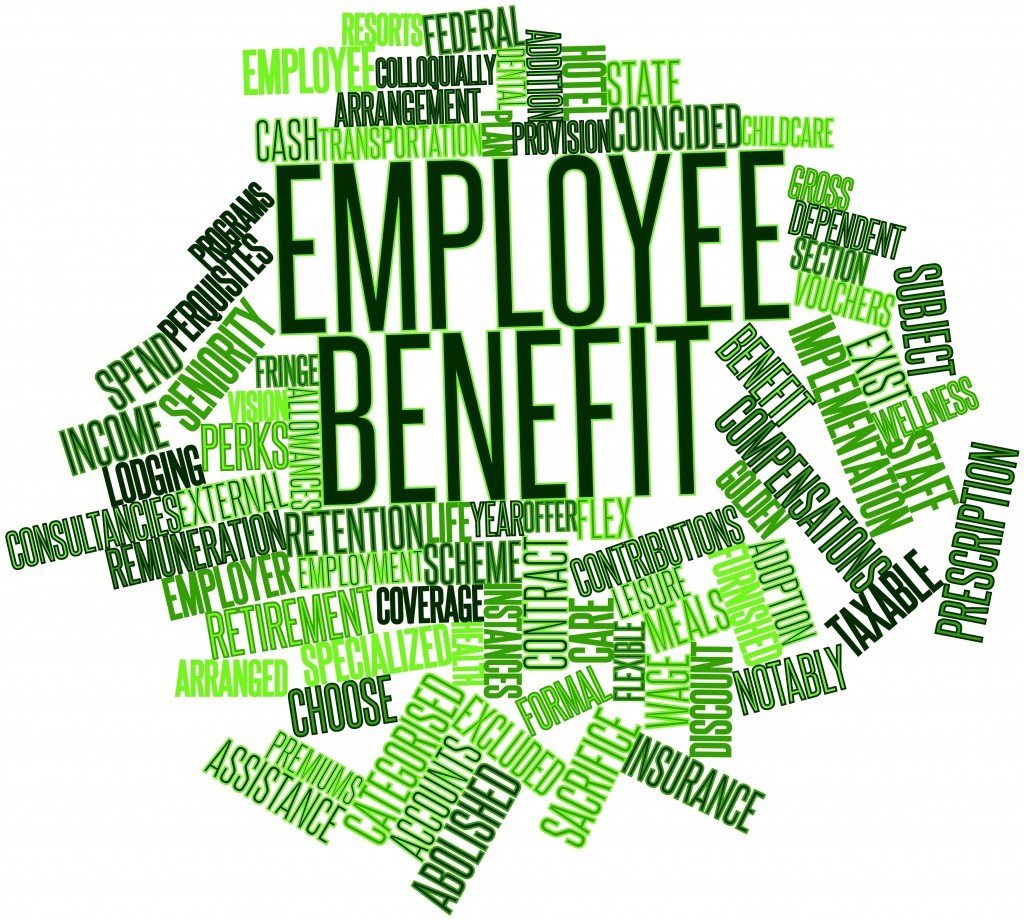 RESORTS
FEDERAL
EMPLOYEE
COLLOQUIALLY
DENTAL
ADDITION
HOTEL
STATE
ARRANGEMENT
PLAN
CASH
TRANSPORTATION
PROVISION
COINCIDED
CHILDCARE
EMPLOYEE
BENEFIT
PROGRAMS
PERQUISITES
SPEND
SENIORITY
INCOME
FRINGE
VISION
ALLOWANCES
PERKS
LODGING
EXTERNAL
CONSULTANCIES
REMUNERATION
RETENTION
LIFE
YEAR
OFFER
FLEX
GROSS
DEPENDENT
SECTION
VOUCHERS
SUBJECT
EXIST
IMPLEMENTATION
BENEFIT
WELLNESS
STAFF
COMPENSATIONS
GOLDEN
PRESCRIPTION
TAXABLE
EMPLOYER
EMPLOYMENT
SCHEME
CONTRACT
CONTRIBUTIONS
RETIREMENT
COVERAGE
INSTANCES
CARE
LEISURE
MEALS
FURNISHED
ADOPTION
ARRANGED
SPECIALIZED
HEALTH
FLEXIBLE
WAGE
DISCOUNT
NOTABLY
CHOOSE
FORMAL
CATEGORISED
EXCLUDED
SACRIFICE
INSURANCE
PREMIUMS
ASSISTANCE
ACCOUNTS
ABOLISHED